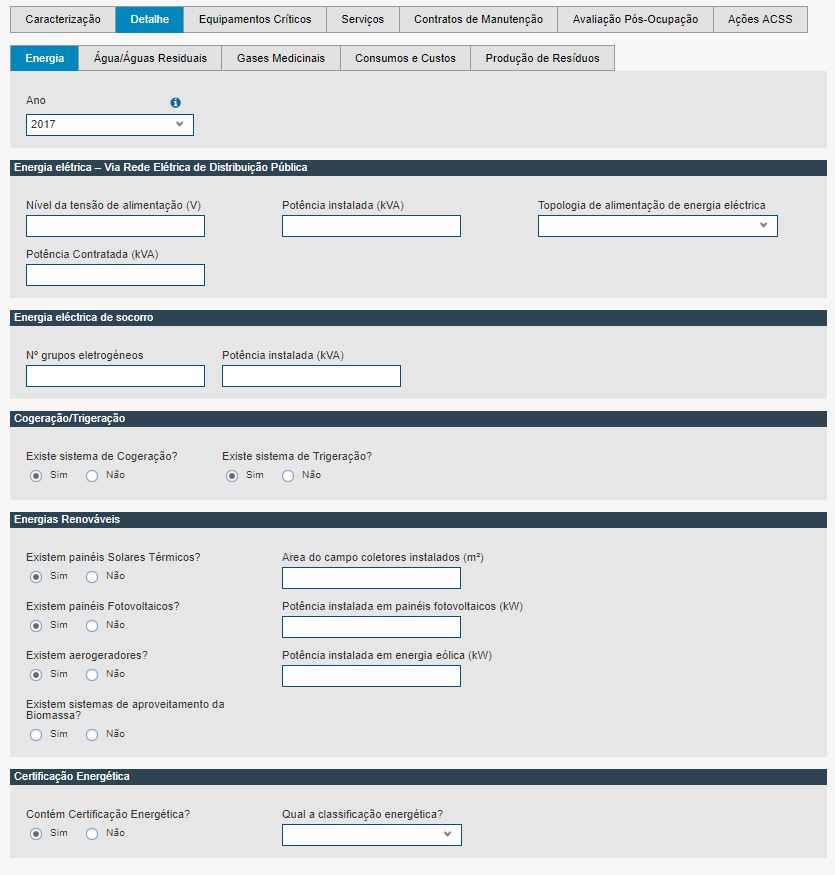 Caracterização Detalhe Equipamentos Críticos Serviços Contratos de Manutenção Avaliação Pós-Ocupação Ações ACSS
Energia Água/Águas Residuais Gases Medicinais Consumos e Custos Produção de Resíduos
Ano
2017
Energia elétrica – Via Rede Elétrica de Distribuição Pública
Nível da tensão de alimentação (V) Potência instalada (kVA) Topologia de alimentação de energia eléctrica
Potência Contratada (kVA)
Energia eléctrica de socorro
Nº grupos eletrogéneos Potência instalada (kVA)
Cogeração/Trigeração
Existe sistema de Cogeração? Existe sistema de Trigeração?
Sim Não Sim Não
Energias Renováveis
Existem painéis Solares Térmicos? Area do campo coletores instalados (m²)
Sim Não
Existem painéis Fotovoltaicos? Potência instalada em painéis fotovoltaicos (kW)
Sim Não
Existem aerogeradores? Potência instalada em energia eólica (kW)
Sim Não
Existem sistemas de aproveitamento da
Biomassa?
Sim Não
Certificação Energética
Contém Certificação Energética? Qual a classificação energética?
Sim Não